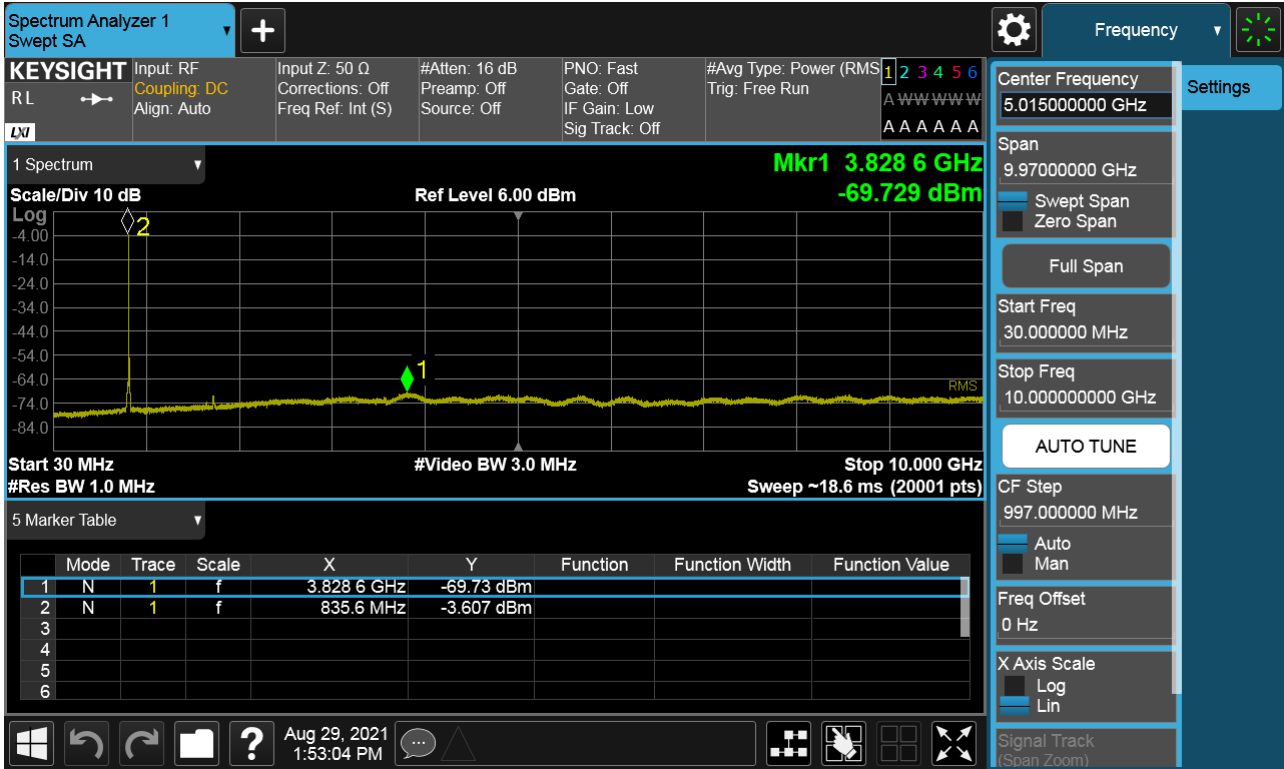 Spectrum Analyzer 1
Swept SA
Frequency
KEYSIGHT
R L
LXI
Input: RF
Coupling: DC
Align: Auto
Input Z: 50 Ω
Corrections: Off
Freq Ref: Int (S)
#Atten: 16 dB
Preamp: Off
Source: Off
PNO: Fast
Gate: Off
IF Gain: Low
Sig Track: Off
#Avg Type: Power (RMS
Trig: Free Run
1 2 3 4 5 6
A W W W W W
A A A A A A
1 Spectrum
Mkr1 3.828 6 GHz
-69.729 dBm
Scale/Div 10 dB
Ref Level 6.00 dBm
Log
-4.00
-14.0
-24.0
-34.0
-44.0
-54.0
-64.0
-74.0
-84.0
2
1
RMS
Start 30 MHz
#Video BW 3.0 MHz
Stop 10.000 GHz
#Res BW 1.0 MHz
Sweep ~18.6 ms (20001 pts)
5 Marker Table
Mode Trace Scale X Y Function Function Width Function Value
1 N 1 f 3.828 6 GHz -69.73 dBm
2 N 1 f 835.6 MHz -3.607 dBm
3
4
5
6
Aug 29, 2021
1:53:04 PM
?
Center Frequency
5.015000000 GHz
Settings
Span
9.97000000 GHz
Swept Span
Zero Span
Full Span
Start Freq
30.000000 MHz
Stop Freq
10.000000000 GHz
AUTO TUNE
CF Step
997.000000 MHz
Auto
Man
Freq Offset
0 Hz
X Axis Scale
Log
Lin
Signal Track
(Span Zoom)